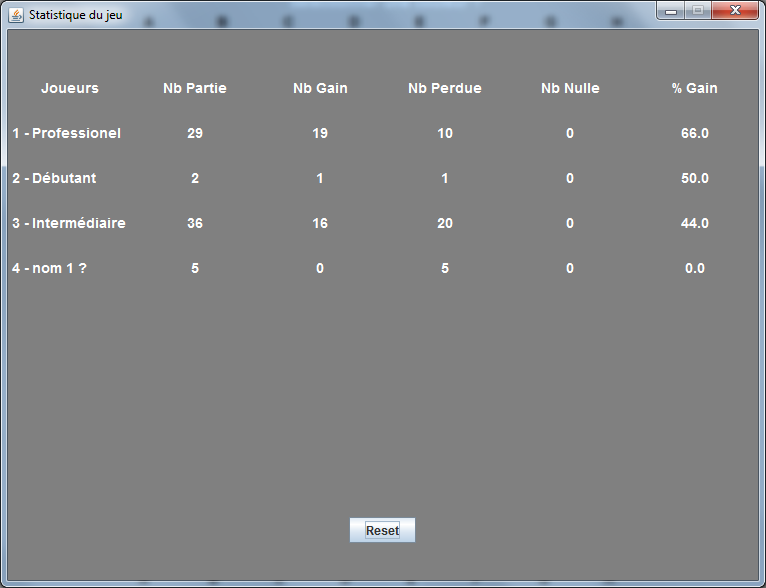 Statistique du jeu
Joueurs Nb Partie Nb Gain Nb Perdue Nb Nulle % Gain
1 - Professionel 29 19 10 0 66.0
2 - Débutant 2 1 1 0 50.0
3 - Intermédiaire 36 16 20 0 44.0
4 - nom 1 ? 5 0 5 0 0.0
Reset